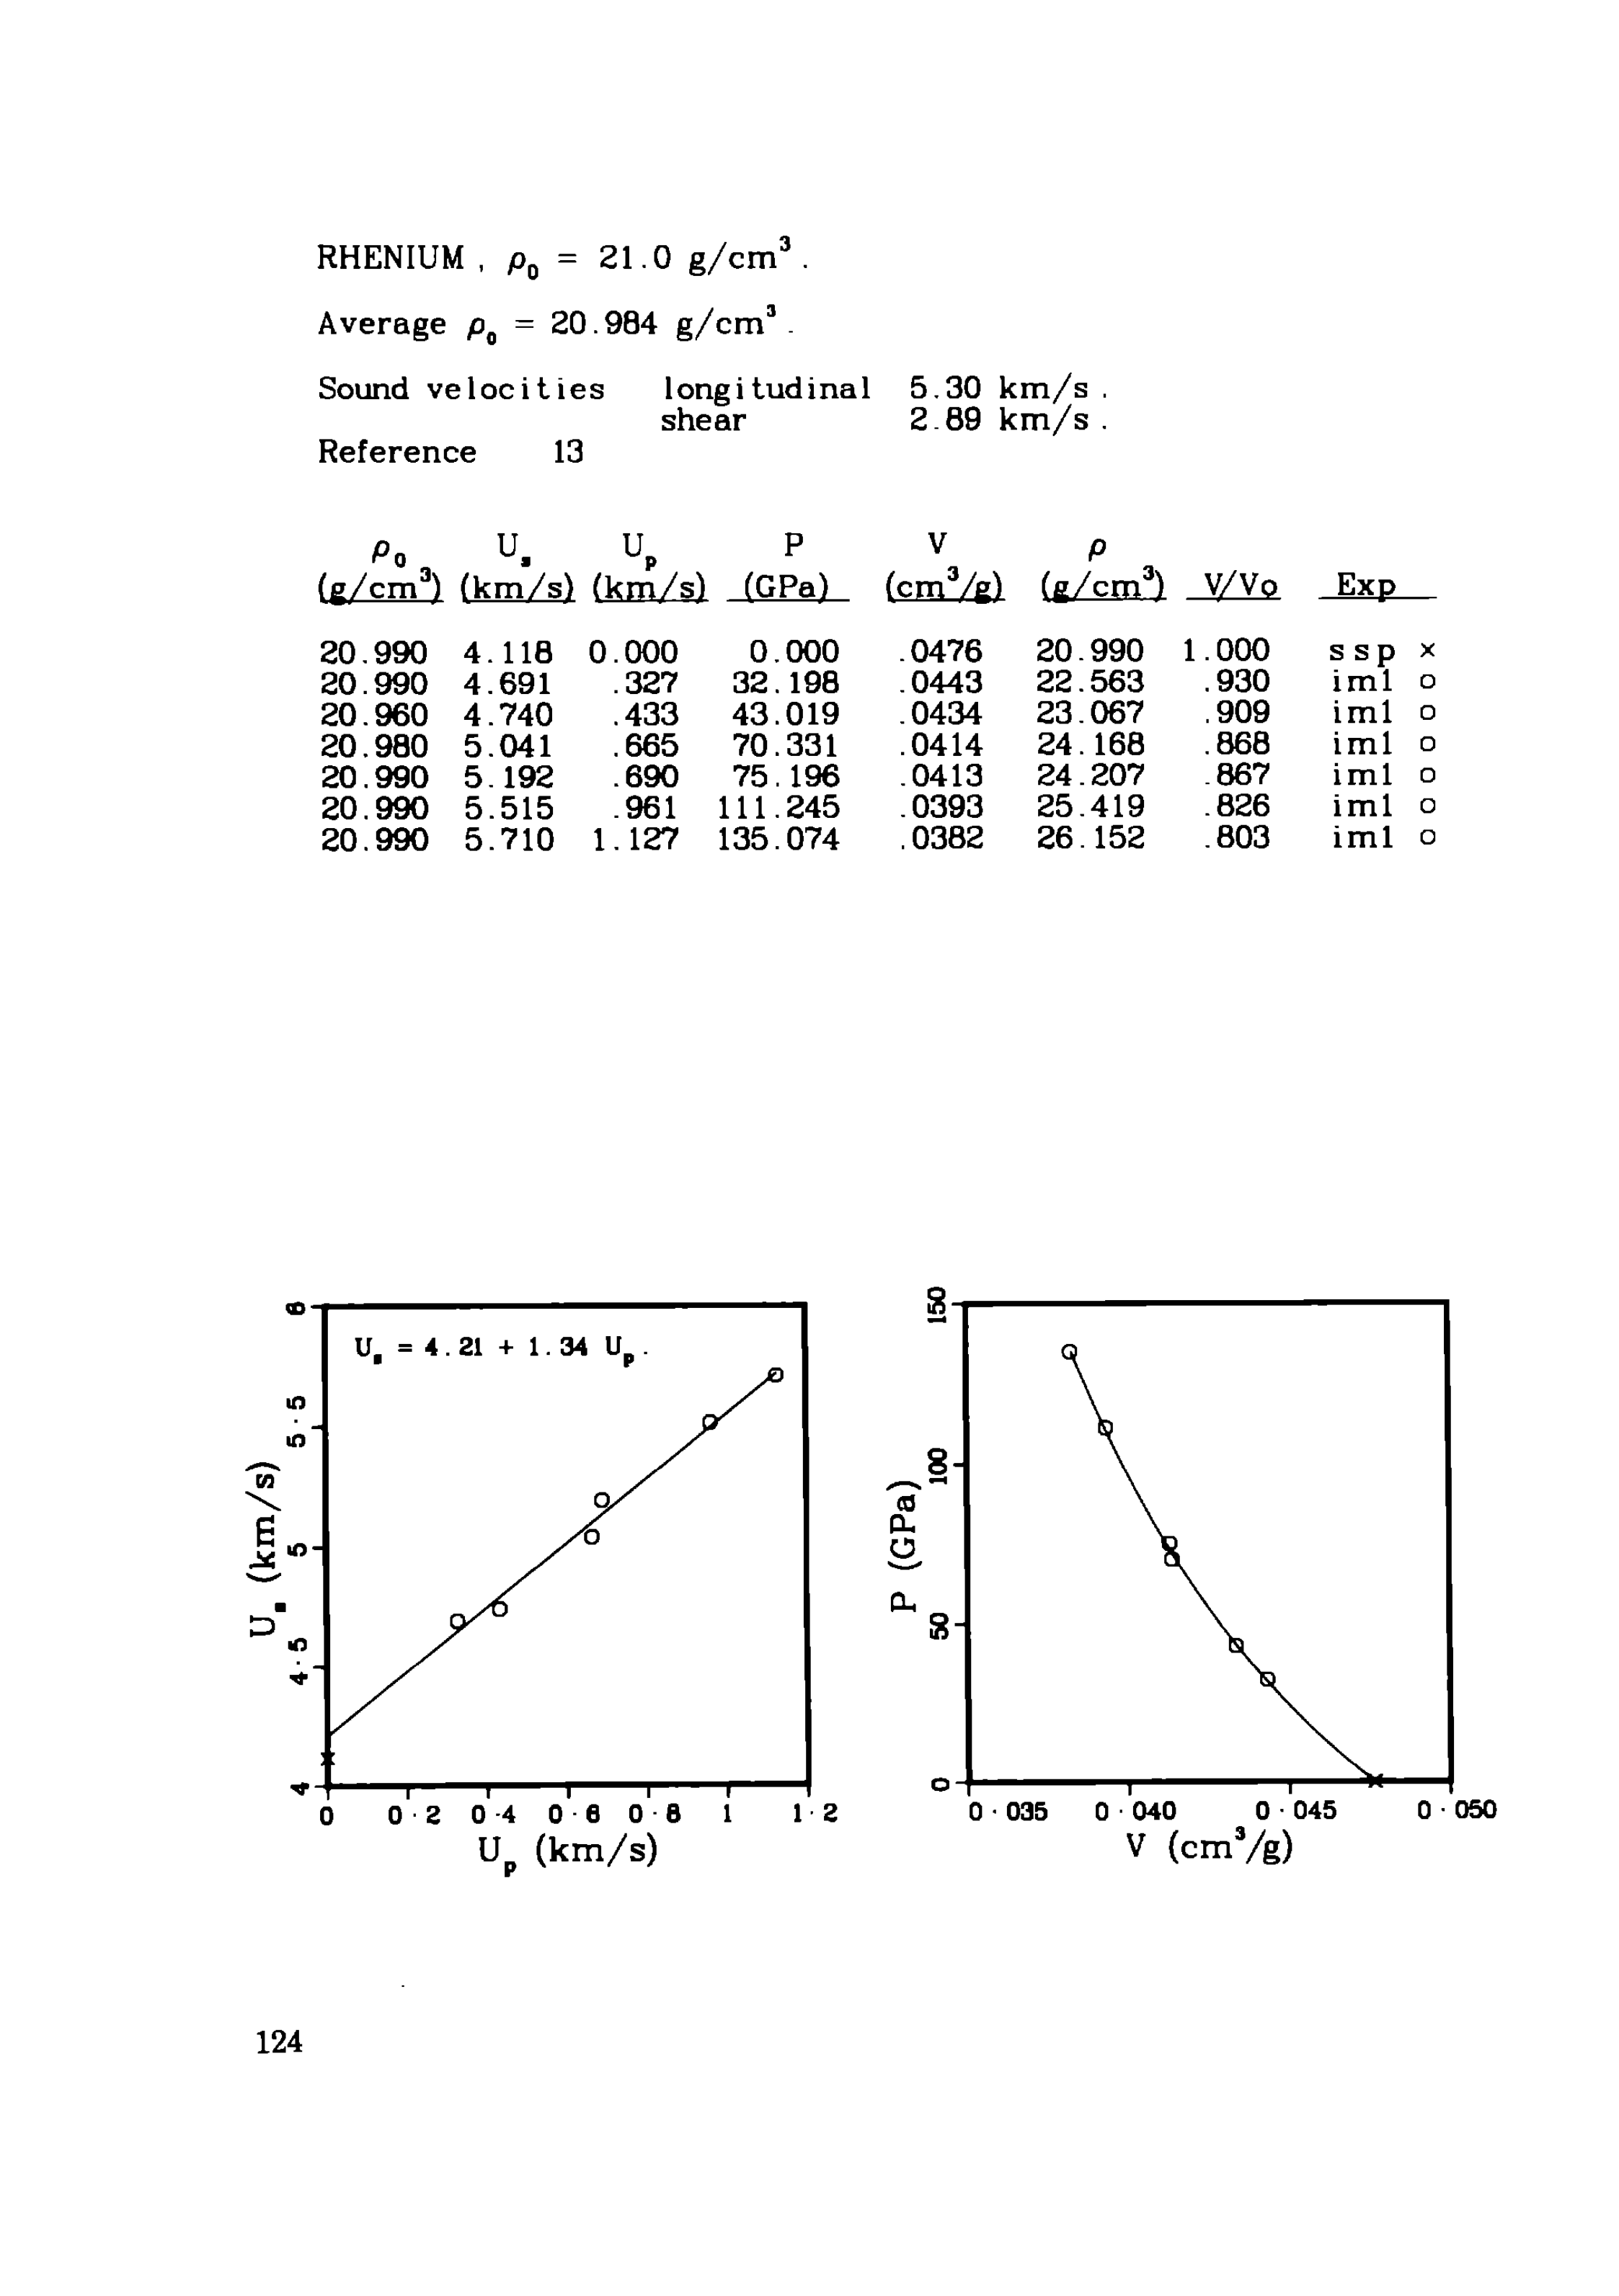 RHENIUM , ρ₀ = 21.0 g/cm³ .
Average ρ₀ = 20.984 g/cm³ .
Sound velocities longitudinal 5.30 km/s .
shear 2.89 km/s .
Reference 13
ρ₀ Uₛ Uₚ P V ρ
(g/cm³) (km/s) (km/s) (GPa) (cm³/g) (g/cm³) V/Vo Exp
20.990 4.118 0.000 0.000 .0476 20.990 1.000 ssp ×
20.990 4.691 .327 32.198 .0443 22.563 .930 iml o
20.960 4.740 .433 43.019 .0434 23.067 .909 iml o
20.980 5.041 .665 70.331 .0414 24.168 .868 iml o
20.990 5.192 .690 75.196 .0413 24.207 .867 iml o
20.990 5.515 .961 111.245 .0393 25.419 .826 iml o
20.990 5.710 1.127 135.074 .0382 26.152 .803 iml o
Uₛ = 4.21 + 1.34 Uₚ .
6
5.5
5
4.5
4
Uₛ (km/s)
0 0.2 0.4 0.6 0.8 1 1.2
Uₚ (km/s)
150
100
50
0
P (GPa)
0.035 0.040 0.045 0.050
V (cm³/g)
124